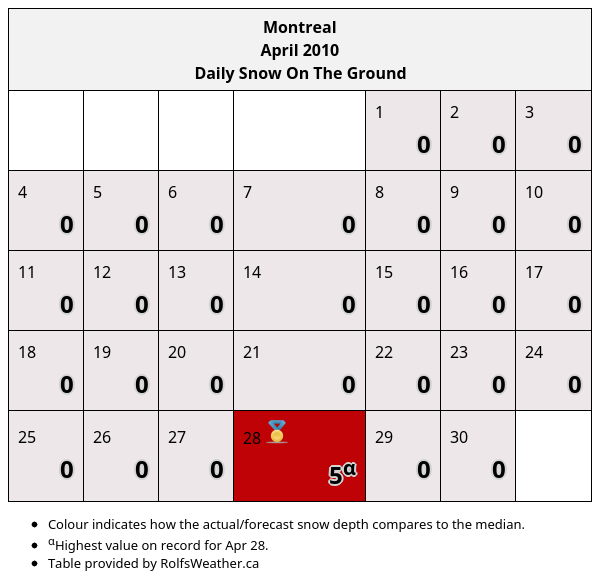 Montreal
April 2010
Daily Snow On The Ground
1 2 3
0 0 0
4 5 6 7 8 9 10
0 0 0 0 0 0 0
11 12 13 14 15 16 17
0 0 0 0 0 0 0
18 19 20 21 22 23 24
0 0 0 0 0 0 0
25 26 27 28 29 30
0 0 0 5α 0 0
• Colour indicates how the actual/forecast snow depth compares to the median.
• αHighest value on record for Apr 28.
• Table provided by RolfsWeather.ca